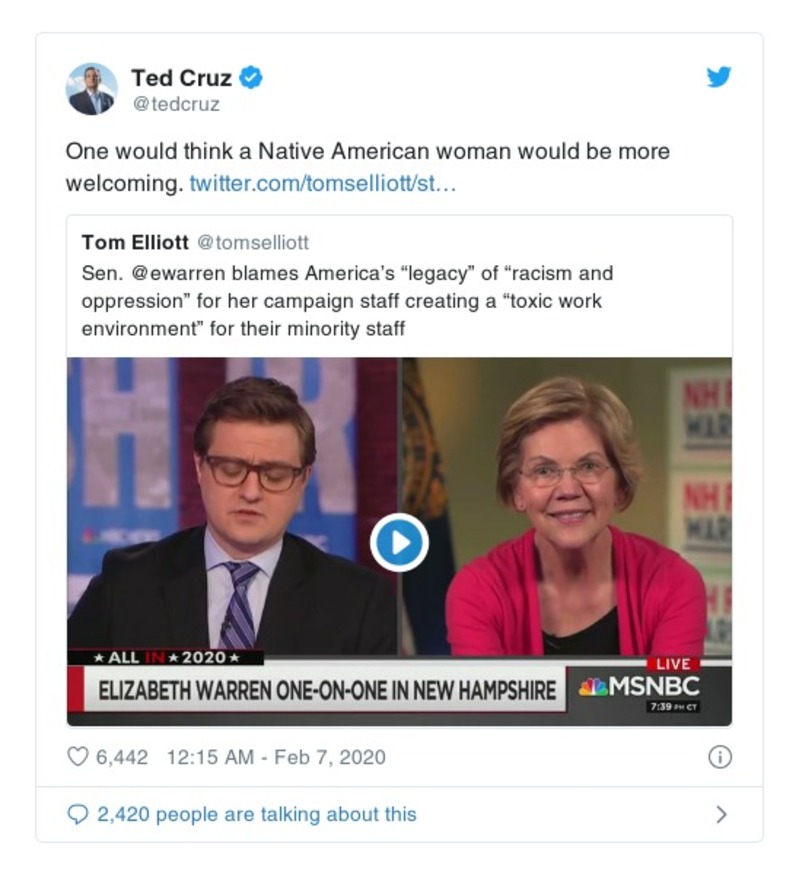 Ted Cruz
@tedcruz
One would think a Native American woman would be more
welcoming. twitter.com/tomselliott/st…
Tom Elliott @tomselliott
Sen. @ewarren blames America’s “legacy” of “racism and
oppression” for her campaign staff creating a “toxic work
environment” for their minority staff
NH
WAR
NH
WAR
★ ALL IN ★ 2020 ★
LIVE
ELIZABETH WARREN ONE-ON-ONE IN NEW HAMPSHIRE
MSNBC
7:39 PM CT
6,442 12:15 AM - Feb 7, 2020
2,420 people are talking about this